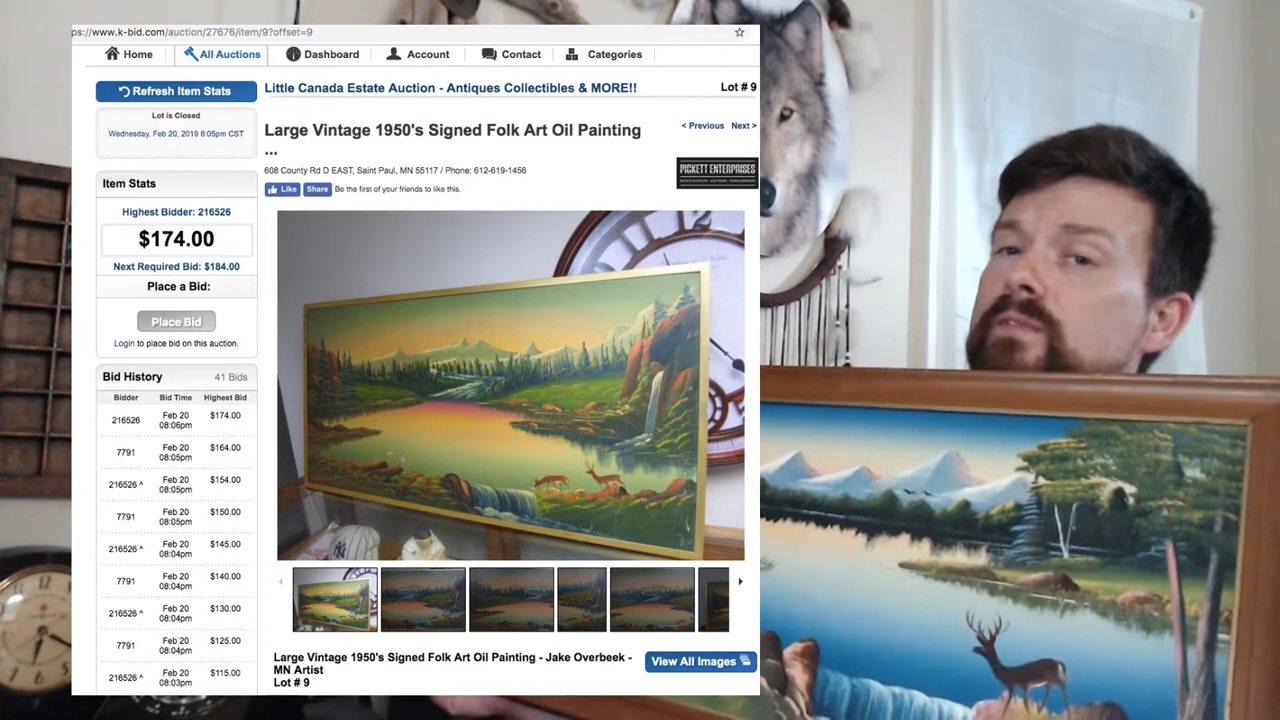 ps://www.k-bid.com/auction/27676/item/9?offset=9
Home
All Auctions
Dashboard
Account
Contact
Categories
Refresh Item Stats
Little Canada Estate Auction - Antiques Collectibles & MORE!!
Lot # 9
Lot is Closed
Wednesday, Feb 20, 2019 8:05pm CST
Large Vintage 1950's Signed Folk Art Oil Painting
...
< Previous Next >
608 County Rd D EAST, Saint Paul, MN 55117 / Phone: 612-619-1456
PICKETT ENTERPRISES
Like Share Be the first of your friends to like this.
Item Stats
Highest Bidder: 216526
$174.00
Next Required Bid: $184.00
Place a Bid:
Place Bid
Login to place bid on this auction.
Bid History 41 Bids
Bidder Bid Time Highest Bid
216526 Feb 20 08:06pm $174.00
7791 Feb 20 08:05pm $164.00
216526 ^ Feb 20 08:05pm $154.00
7791 Feb 20 08:05pm $150.00
216526 ^ Feb 20 08:04pm $145.00
7791 Feb 20 08:04pm $140.00
216526 ^ Feb 20 08:04pm $130.00
7791 Feb 20 08:04pm $125.00
216526 ^ Feb 20 08:03pm $115.00
Large Vintage 1950's Signed Folk Art Oil Painting - Jake Overbeek -
MN Artist
Lot # 9
View All Images